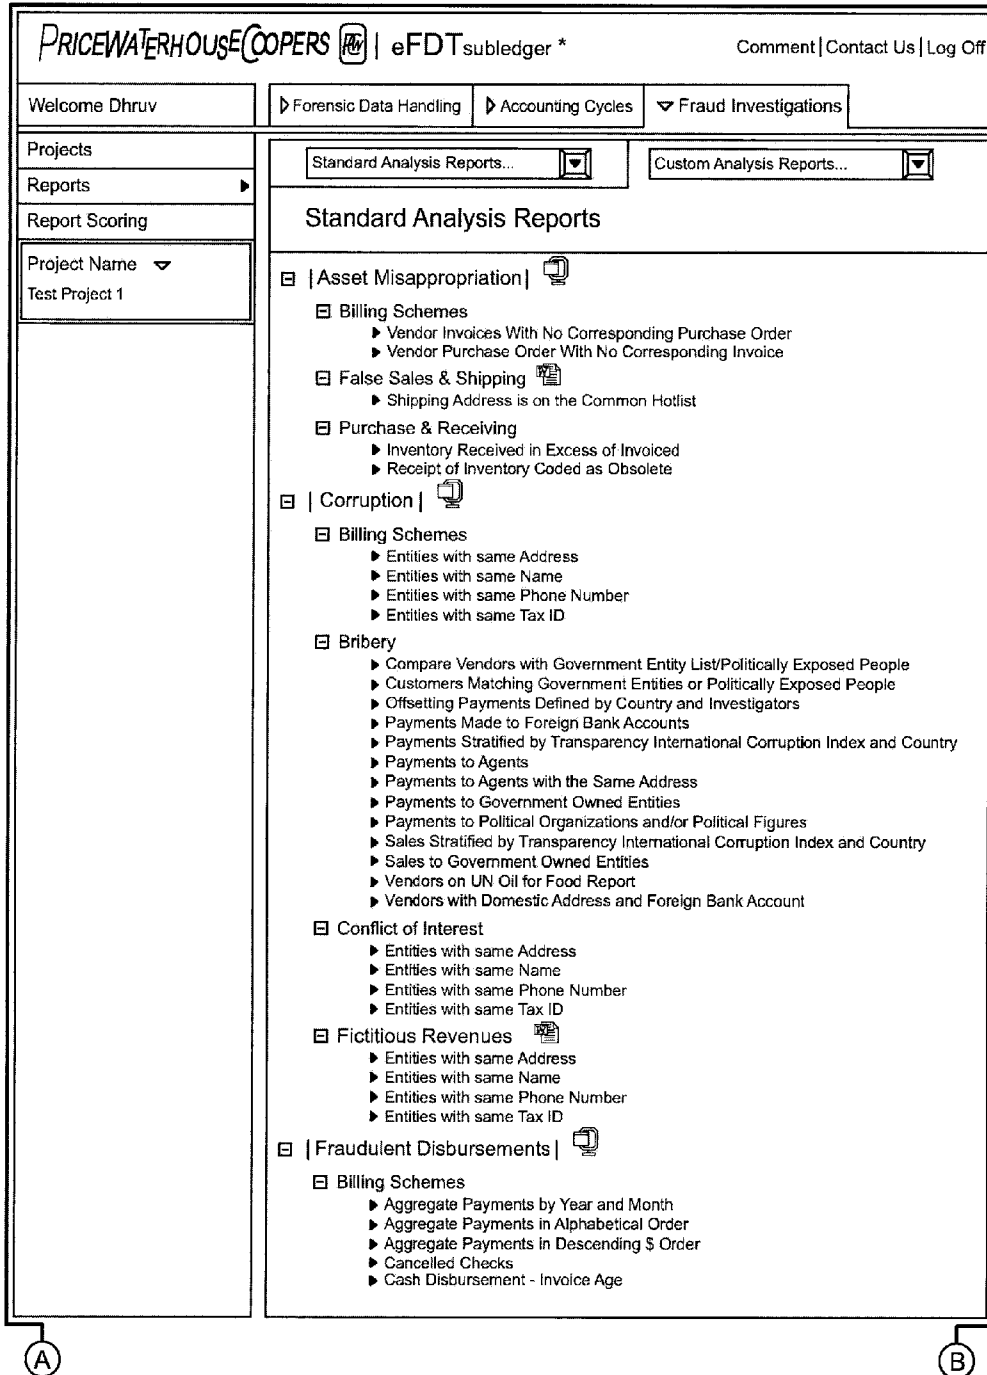 PRICEWATERHOUSECOOPERS PW | eFDTsubledger *
Comment | Contact Us | Log Off
Welcome Dhruv
Forensic Data Handling
Accounting Cycles
Fraud Investigations
Projects
Reports
Report Scoring
Project Name
Test Project 1
Standard Analysis Reports...
Custom Analysis Reports...
Standard Analysis Reports
| Asset Misappropriation |
Billing Schemes
Vendor Invoices With No Corresponding Purchase Order
Vendor Purchase Order With No Corresponding Invoice
False Sales & Shipping
Shipping Address is on the Common Hotlist
Purchase & Receiving
Inventory Received in Excess of Invoiced
Receipt of Inventory Coded as Obsolete
| Corruption |
Billing Schemes
Entities with same Address
Entities with same Name
Entities with same Phone Number
Entities with same Tax ID
Bribery
Compare Vendors with Government Entity List/Politically Exposed People
Customers Matching Government Entities or Politically Exposed People
Offsetting Payments Defined by Country and Investigators
Payments Made to Foreign Bank Accounts
Payments Stratified by Transparency International Corruption Index and Country
Payments to Agents
Payments to Agents with the Same Address
Payments to Government Owned Entities
Payments to Political Organizations and/or Political Figures
Sales Stratified by Transparency International Corruption Index and Country
Sales to Government Owned Entities
Vendors on UN Oil for Food Report
Vendors with Domestic Address and Foreign Bank Account
Conflict of Interest
Entities with same Address
Entities with same Name
Entities with same Phone Number
Entities with same Tax ID
Fictitious Revenues
Entities with same Address
Entities with same Name
Entities with same Phone Number
Entities with same Tax ID
| Fraudulent Disbursements |
Billing Schemes
Aggregate Payments by Year and Month
Aggregate Payments in Alphabetical Order
Aggregate Payments in Descending $ Order
Cancelled Checks
Cash Disbursement - Invoice Age
A
B